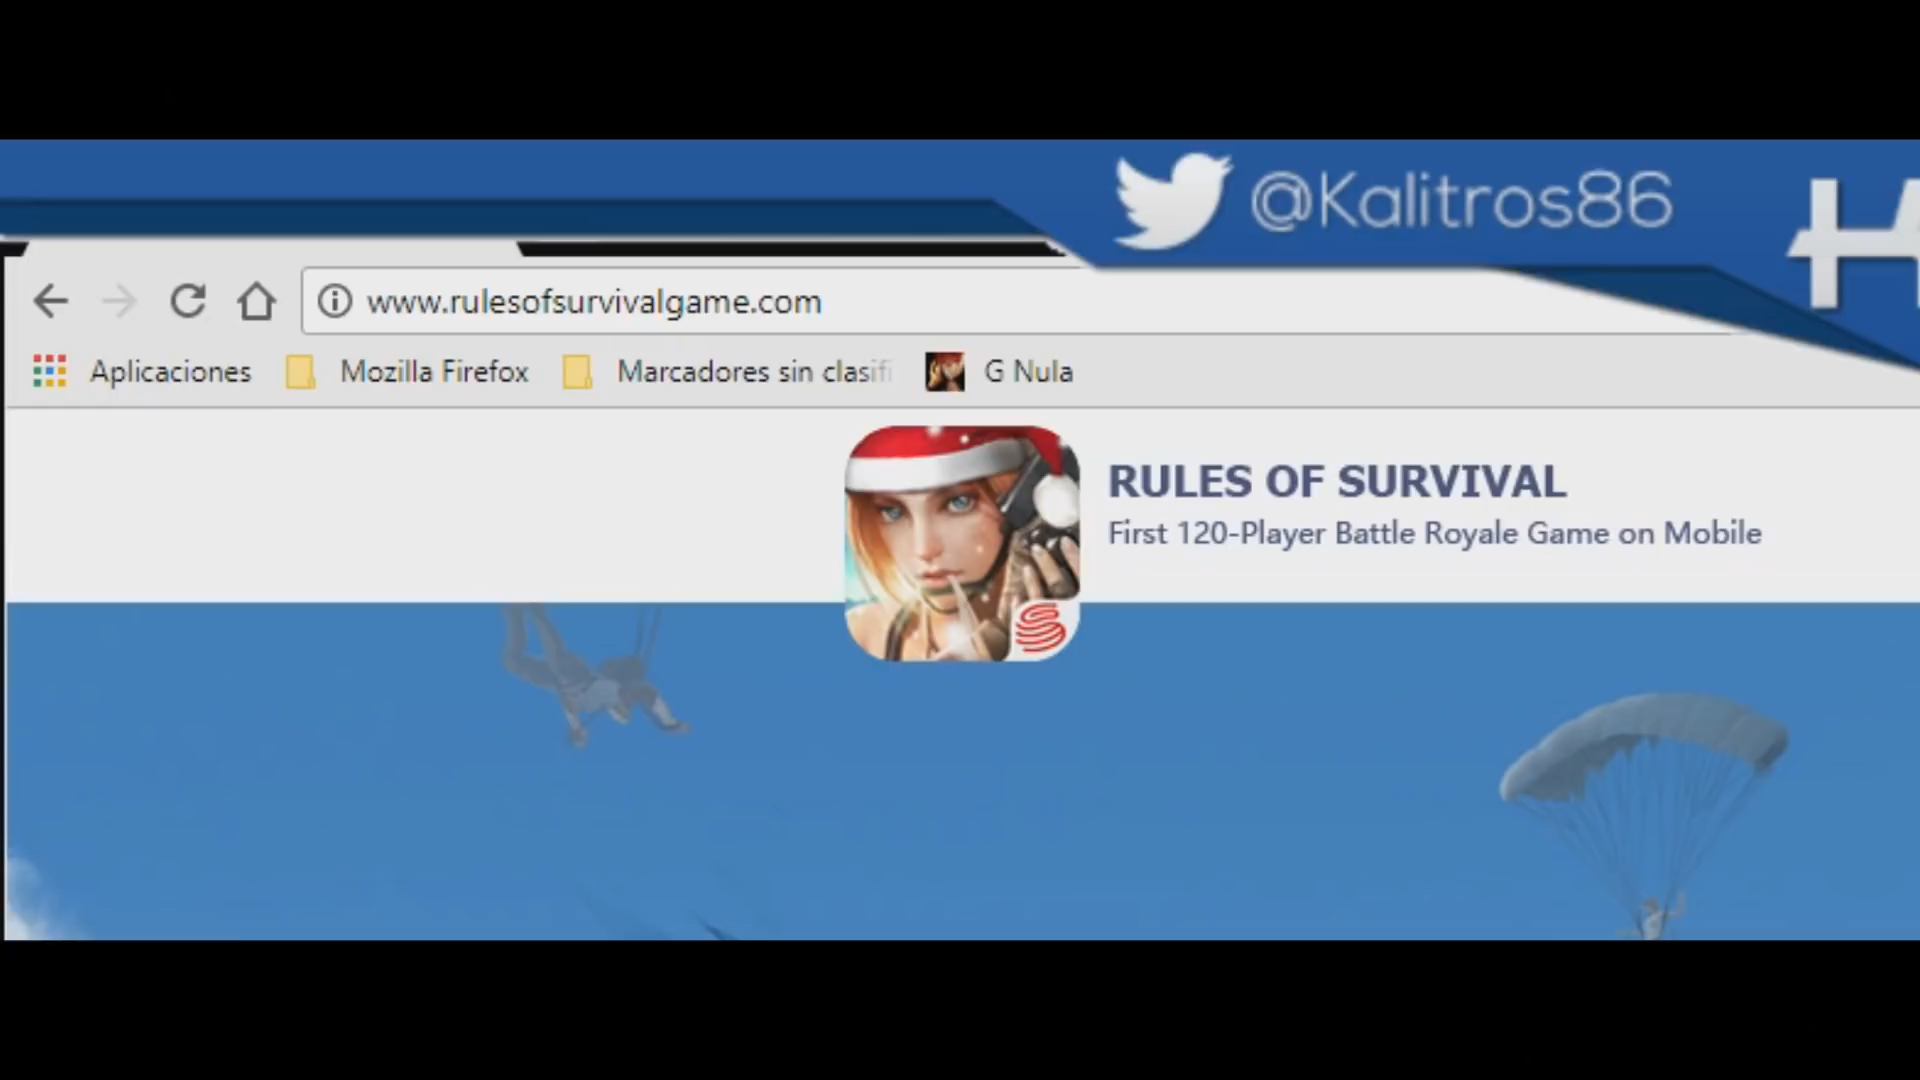 @Kalitros86
www.rulesofsurvivalgame.com
Aplicaciones
Mozilla Firefox
Marcadores sin clasif
G Nula
RULES OF SURVIVAL
First 120-Player Battle Royale Game on Mobile